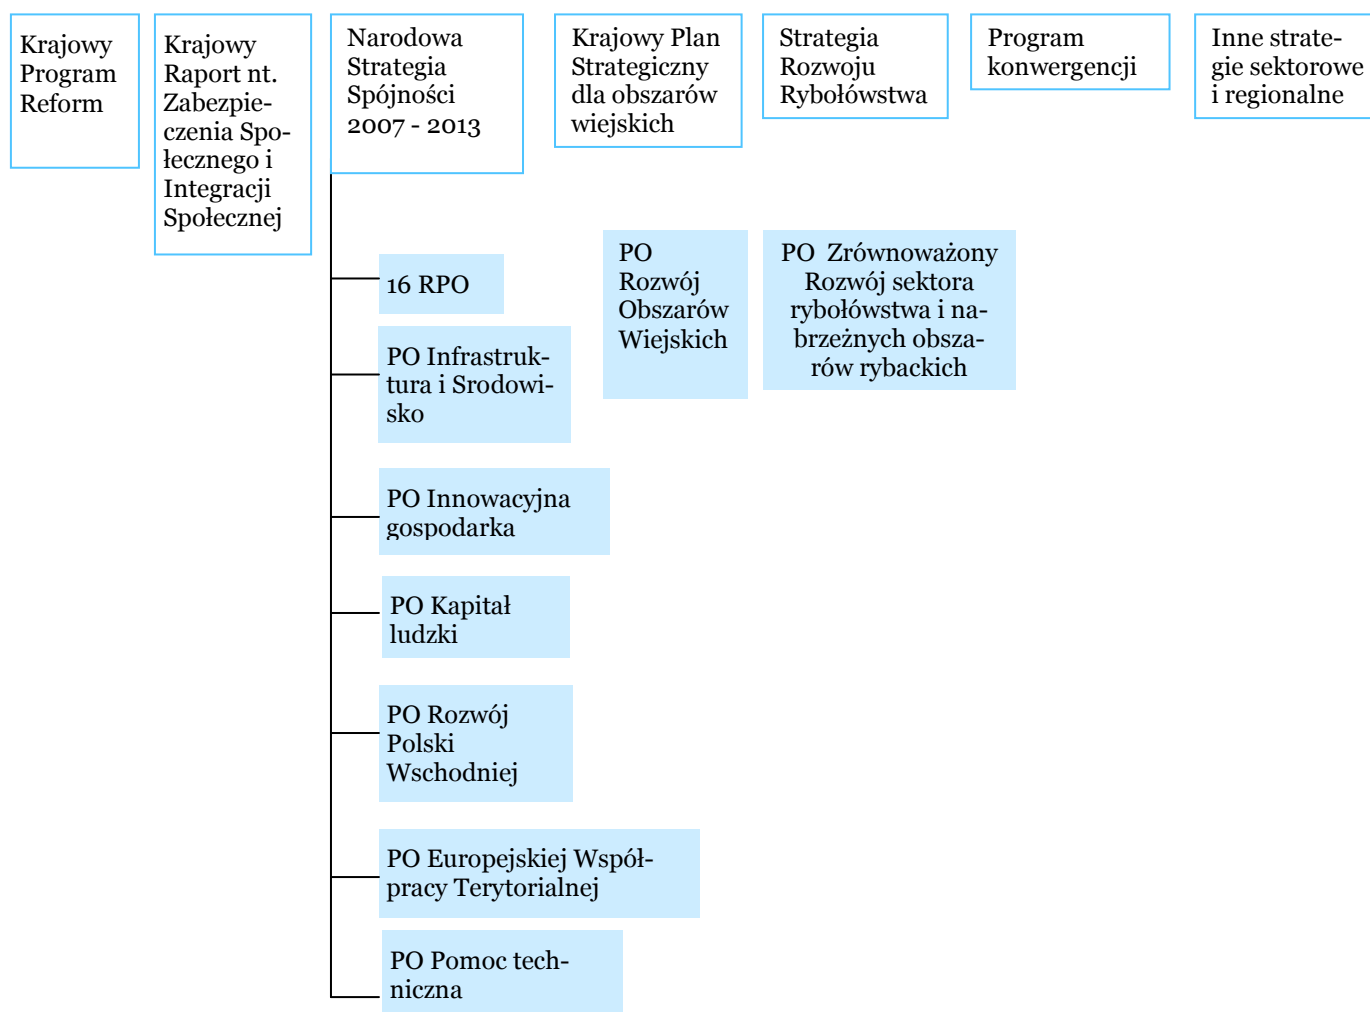 Krajowy
Program
Reform
Krajowy
Raport nt.
Zabezpie-
czenia Spo-
łecznego i
Integracji
Społecznej
Narodowa
Strategia
Spójności
2007 - 2013
Krajowy Plan
Strategiczny
dla obszarów
wiejskich
Strategia
Rozwoju
Rybołówstwa
Program
konwergencji
Inne strate-
gie sektorowe
i regionalne
16 RPO
PO Infrastruk-
tura i Srodowi-
sko
PO Innowacyjna
gospodarka
PO Kapitał
ludzki
PO Rozwój
Polski
Wschodniej
PO Europejskiej Współ-
pracy Terytorialnej
PO Pomoc tech-
niczna
PO
Rozwój
Obszarów
Wiejskich
PO Zrównoważony
Rozwój sektora
rybołówstwa i na-
brzeżnych obsza-
rów rybackich